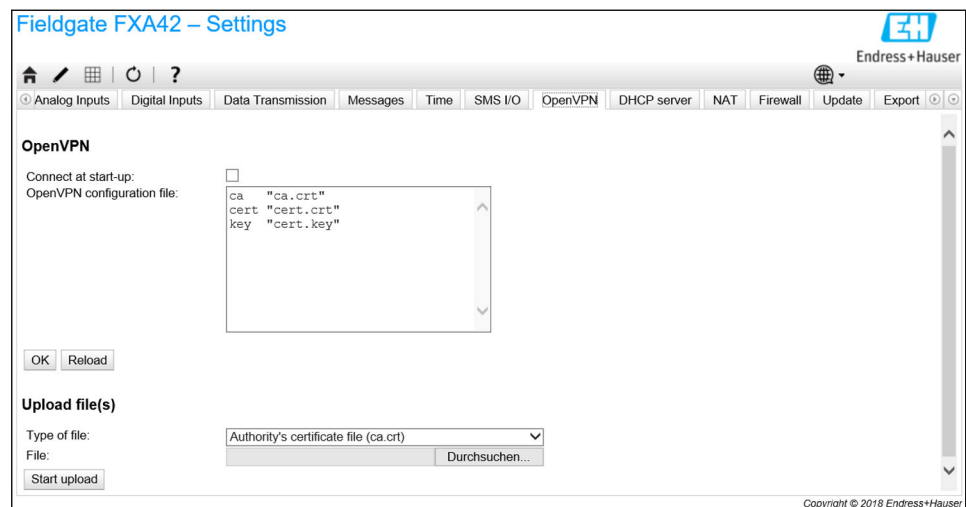 Fieldgate FXA42 – Settings
EH
Endress+Hauser
?
Analog Inputs Digital Inputs Data Transmission Messages Time SMS I/O OpenVPN DHCP server NAT Firewall Update Export
OpenVPN
Connect at start-up:
OpenVPN configuration file:
ca "ca.crt"
cert "cert.crt"
key "cert.key"
OK Reload
Upload file(s)
Type of file: Authority's certificate file (ca.crt)
File: Durchsuchen...
Start upload
Copyright © 2018 Endress+Hauser